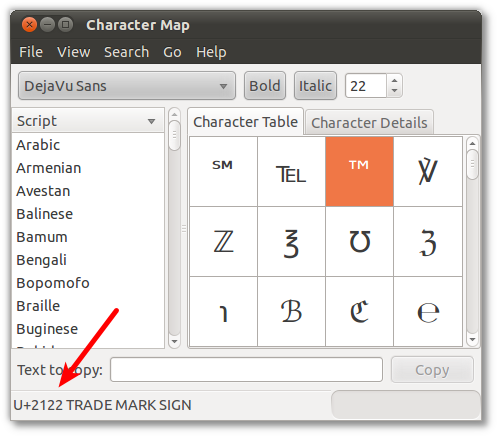 Character Map
File View Search Go Help
DejaVu Sans Bold Italic 22
Script
Arabic
Armenian
Avestan
Balinese
Bamum
Bengali
Bopomofo
Braille
Buginese
Character Table Character Details
℠ ℡ ™ ℣
ℤ ℥ ℧ ℨ
℩ ℬ ℭ ℮
Text to copy: Copy
U+2122 TRADE MARK SIGN